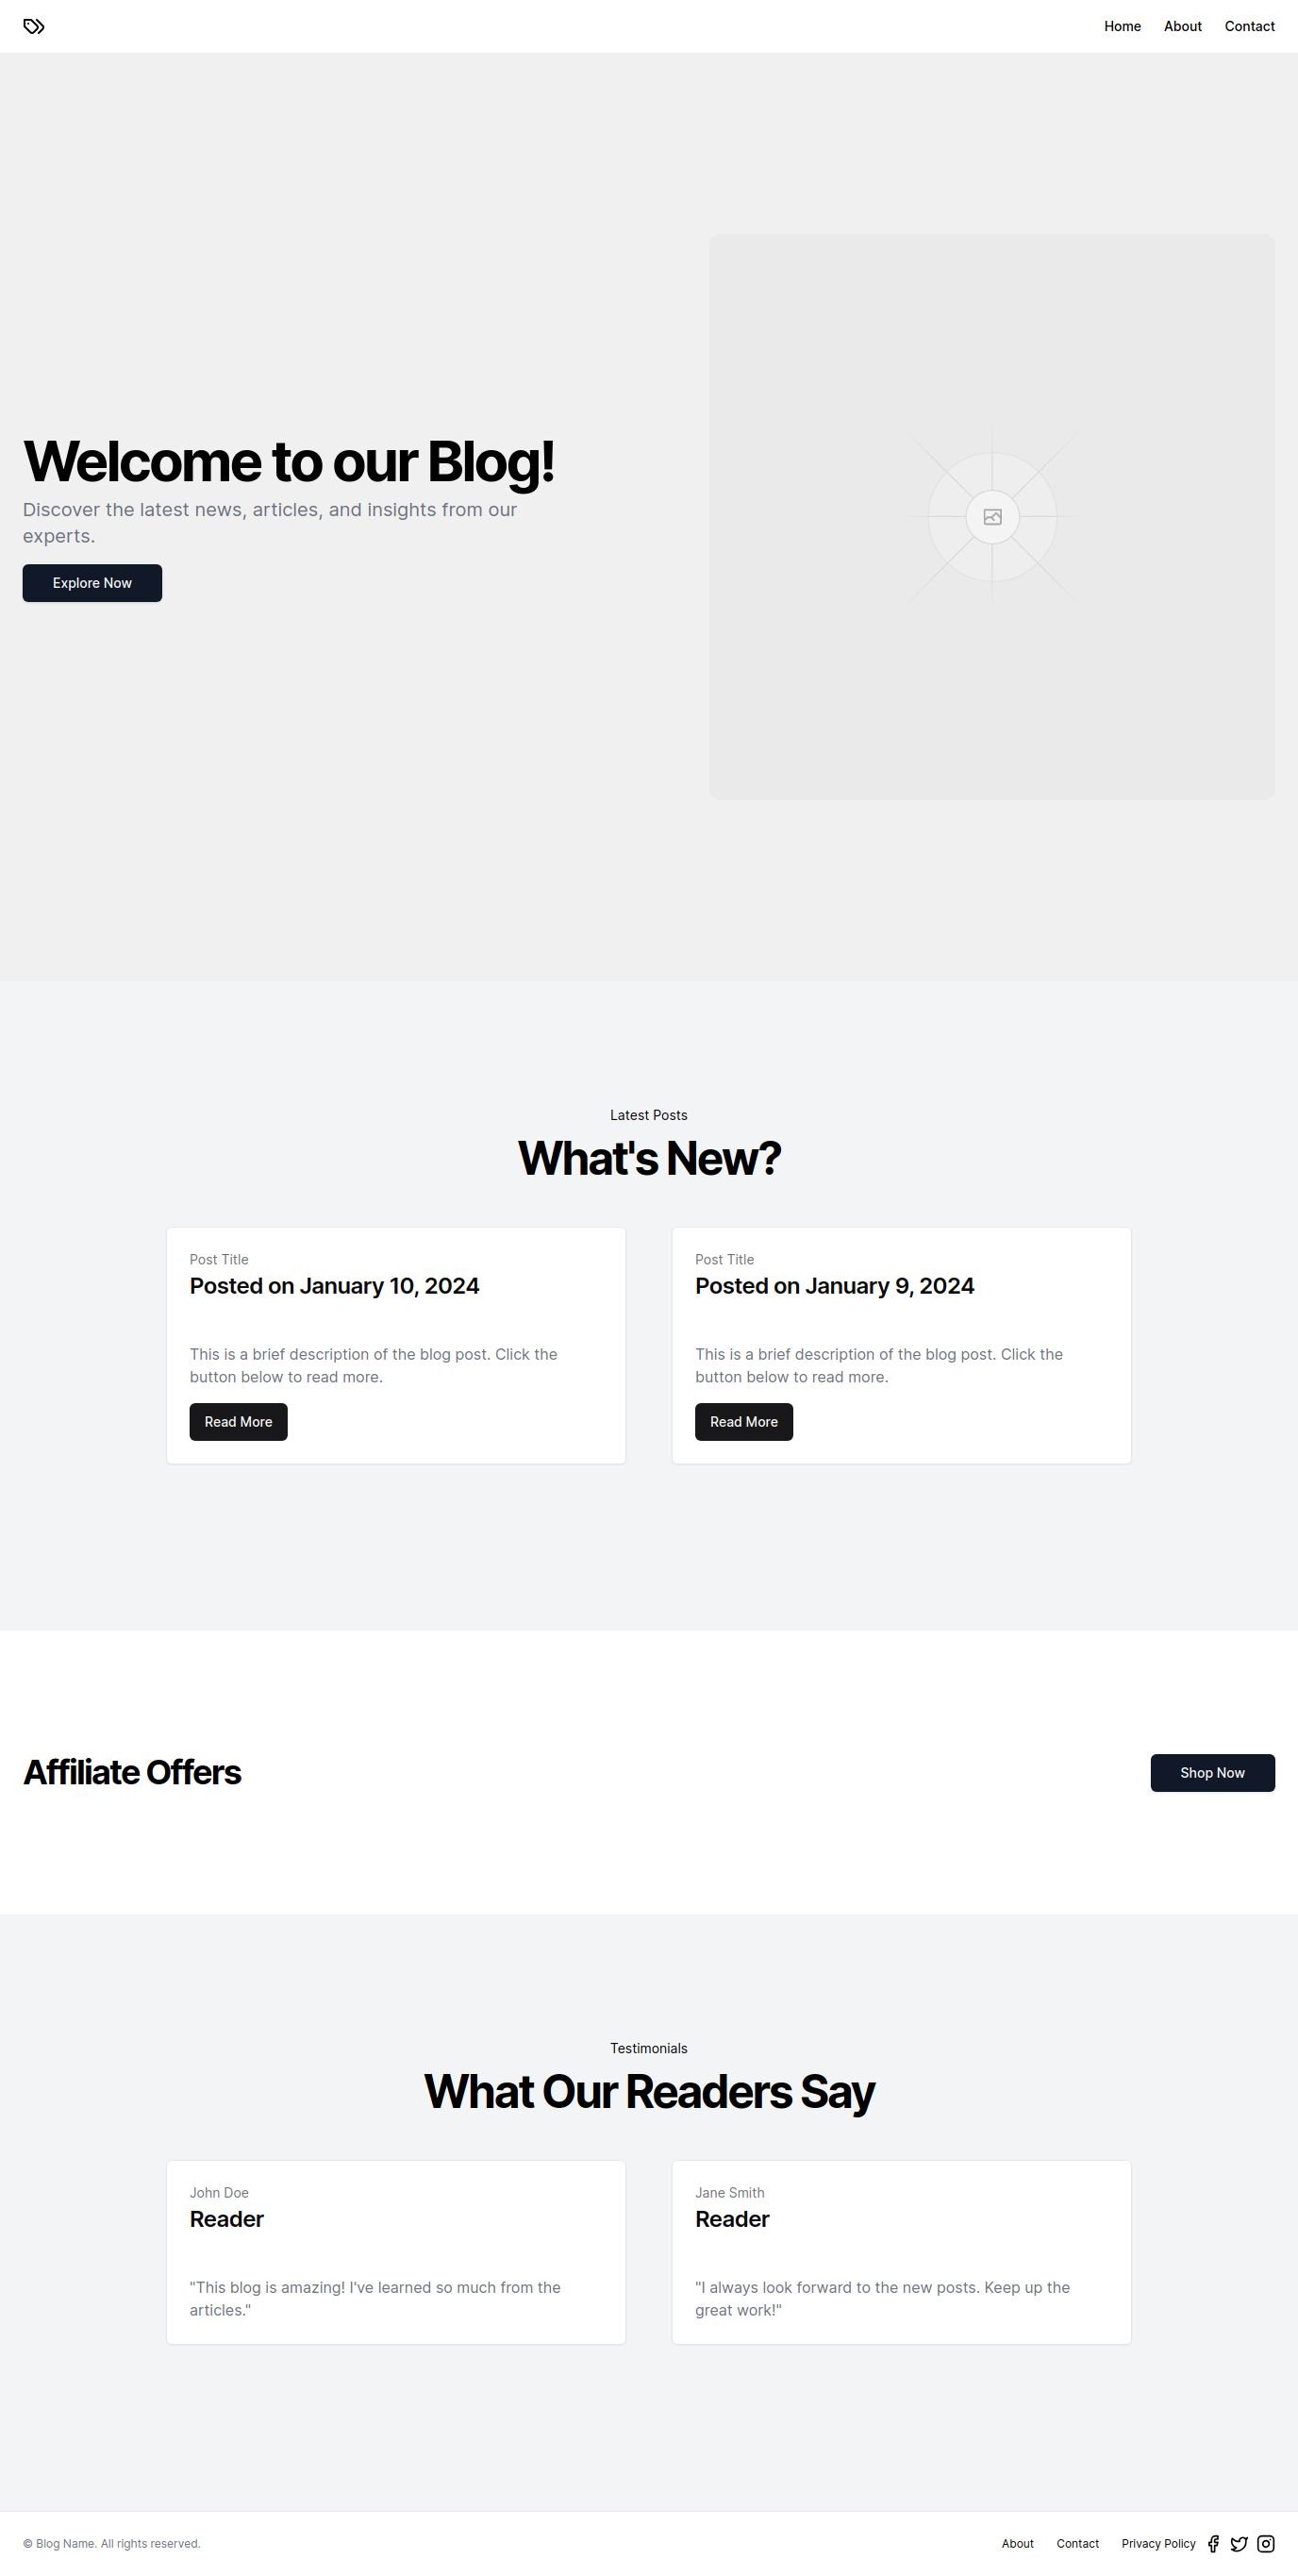 Home About Contact
Welcome to our Blog!
Discover the latest news, articles, and insights from our
experts.
Explore Now
Latest Posts
What's New?
Post Title
Posted on January 10, 2024
This is a brief description of the blog post. Click the
button below to read more.
Read More
Post Title
Posted on January 9, 2024
This is a brief description of the blog post. Click the
button below to read more.
Read More
Affiliate Offers
Shop Now
Testimonials
What Our Readers Say
John Doe
Reader
"This blog is amazing! I've learned so much from the
articles."
Jane Smith
Reader
"I always look forward to the new posts. Keep up the
great work!"
© Blog Name. All rights reserved.
About Contact Privacy Policy